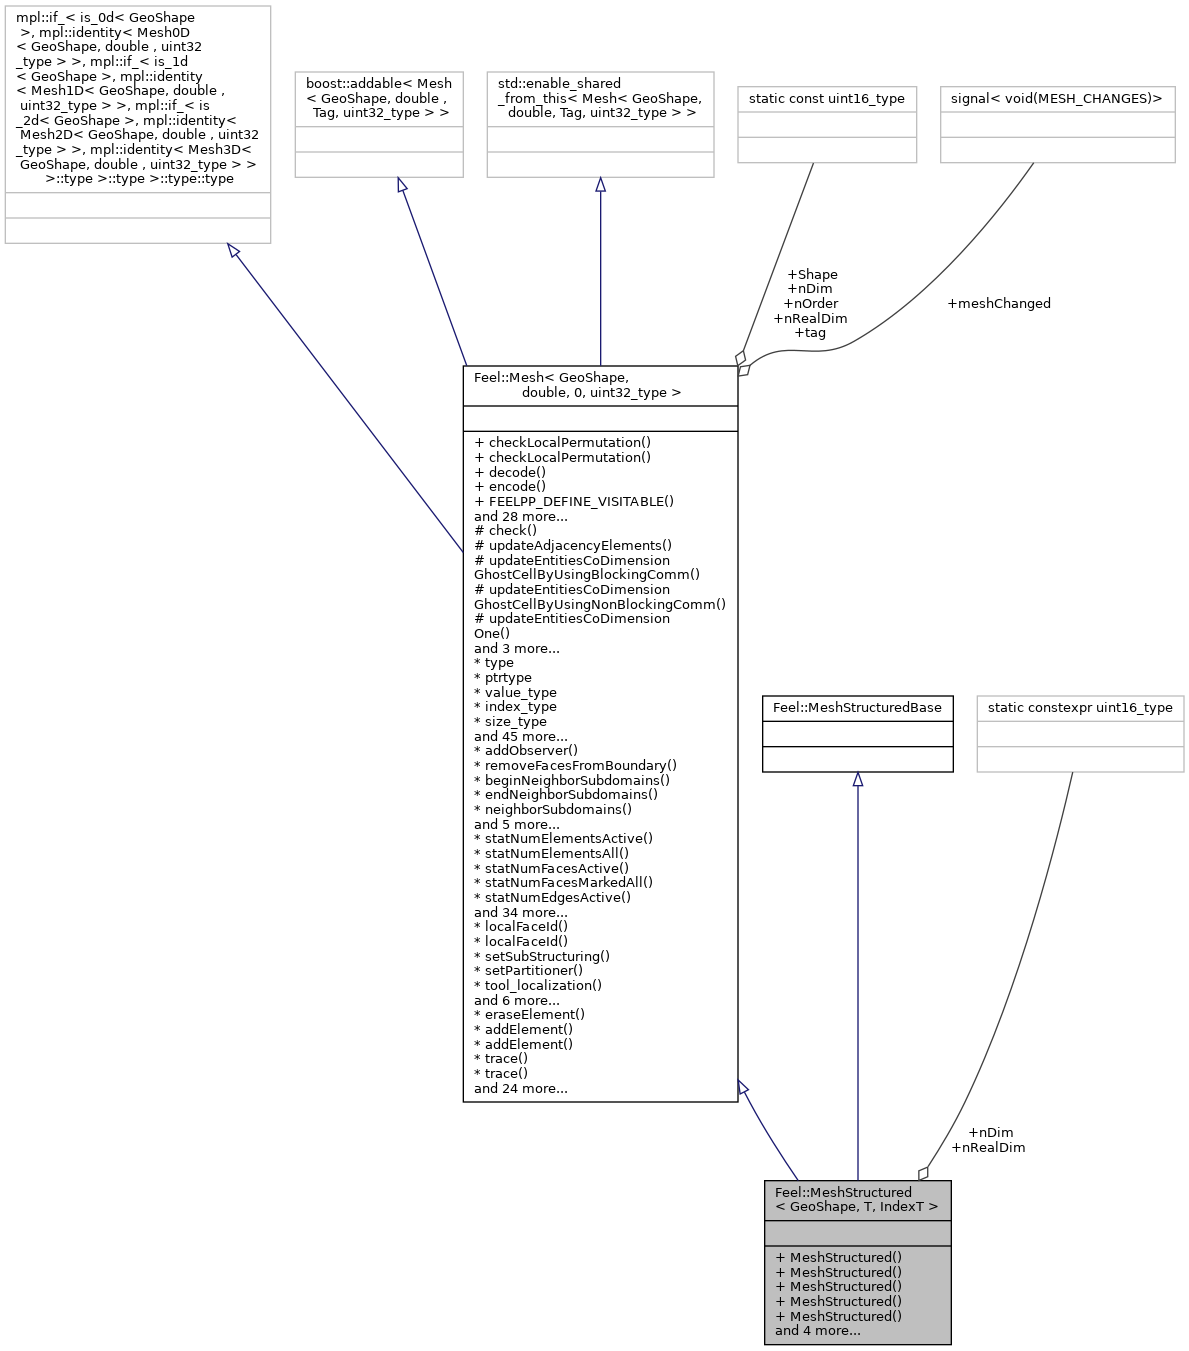 mpl::if_< is_0d< GeoShape
>, mpl::identity< Mesh0D
< GeoShape, double , uint32
_type > >, mpl::if_< is_1d
< GeoShape >, mpl::identity
< Mesh1D< GeoShape, double ,
uint32_type > >, mpl::if_< is
_2d< GeoShape >, mpl::identity<
Mesh2D< GeoShape, double , uint32
_type > >, mpl::identity< Mesh3D<
GeoShape, double , uint32_type > >
>::type >::type >::type::type
boost::addable< Mesh
< GeoShape, double ,
Tag, uint32_type > >
std::enable_shared
_from_this< Mesh< GeoShape,
double, Tag, uint32_type > >
static const uint16_type
signal< void(MESH_CHANGES)>
+Shape
+nDim
+nOrder
+nRealDim
+tag
+meshChanged
Feel::Mesh< GeoShape,
double, 0, uint32_type >
+ checkLocalPermutation()
+ checkLocalPermutation()
+ decode()
+ encode()
+ FEELPP_DEFINE_VISITABLE()
and 28 more...
# check()
# updateAdjacencyElements()
# updateEntitiesCoDimension
GhostCellByUsingBlockingComm()
# updateEntitiesCoDimension
GhostCellByUsingNonBlockingComm()
# updateEntitiesCoDimension
One()
and 3 more...
* type
* ptrtype
* value_type
* index_type
* size_type
and 45 more...
* addObserver()
* removeFacesFromBoundary()
* beginNeighborSubdomains()
* endNeighborSubdomains()
* neighborSubdomains()
and 5 more...
* statNumElementsActive()
* statNumElementsAll()
* statNumFacesActive()
* statNumFacesMarkedAll()
* statNumEdgesActive()
and 34 more...
* localFaceId()
* localFaceId()
* setSubStructuring()
* setPartitioner()
* tool_localization()
and 6 more...
* eraseElement()
* addElement()
* addElement()
* trace()
* trace()
and 24 more...
Feel::MeshStructuredBase
static constexpr uint16_type
+nDim
+nRealDim
Feel::MeshStructured
< GeoShape, T, IndexT >
+ MeshStructured()
+ MeshStructured()
+ MeshStructured()
+ MeshStructured()
+ MeshStructured()
and 4 more...